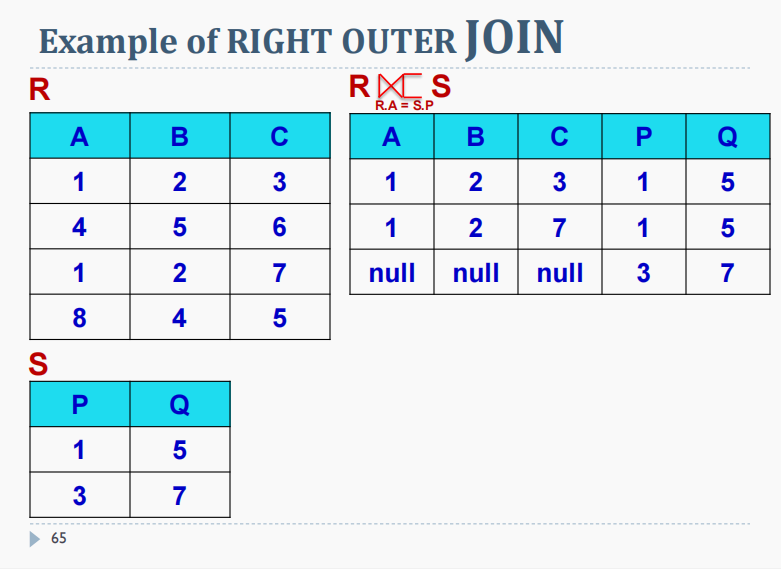 Example of RIGHT OUTER JOIN
R
A B C
1 2 3
4 5 6
1 2 7
8 4 5
R ⟖ S
R.A = S.P
A B C P Q
1 2 3 1 5
1 2 7 1 5
null null null 3 7
S
P Q
1 5
3 7
65